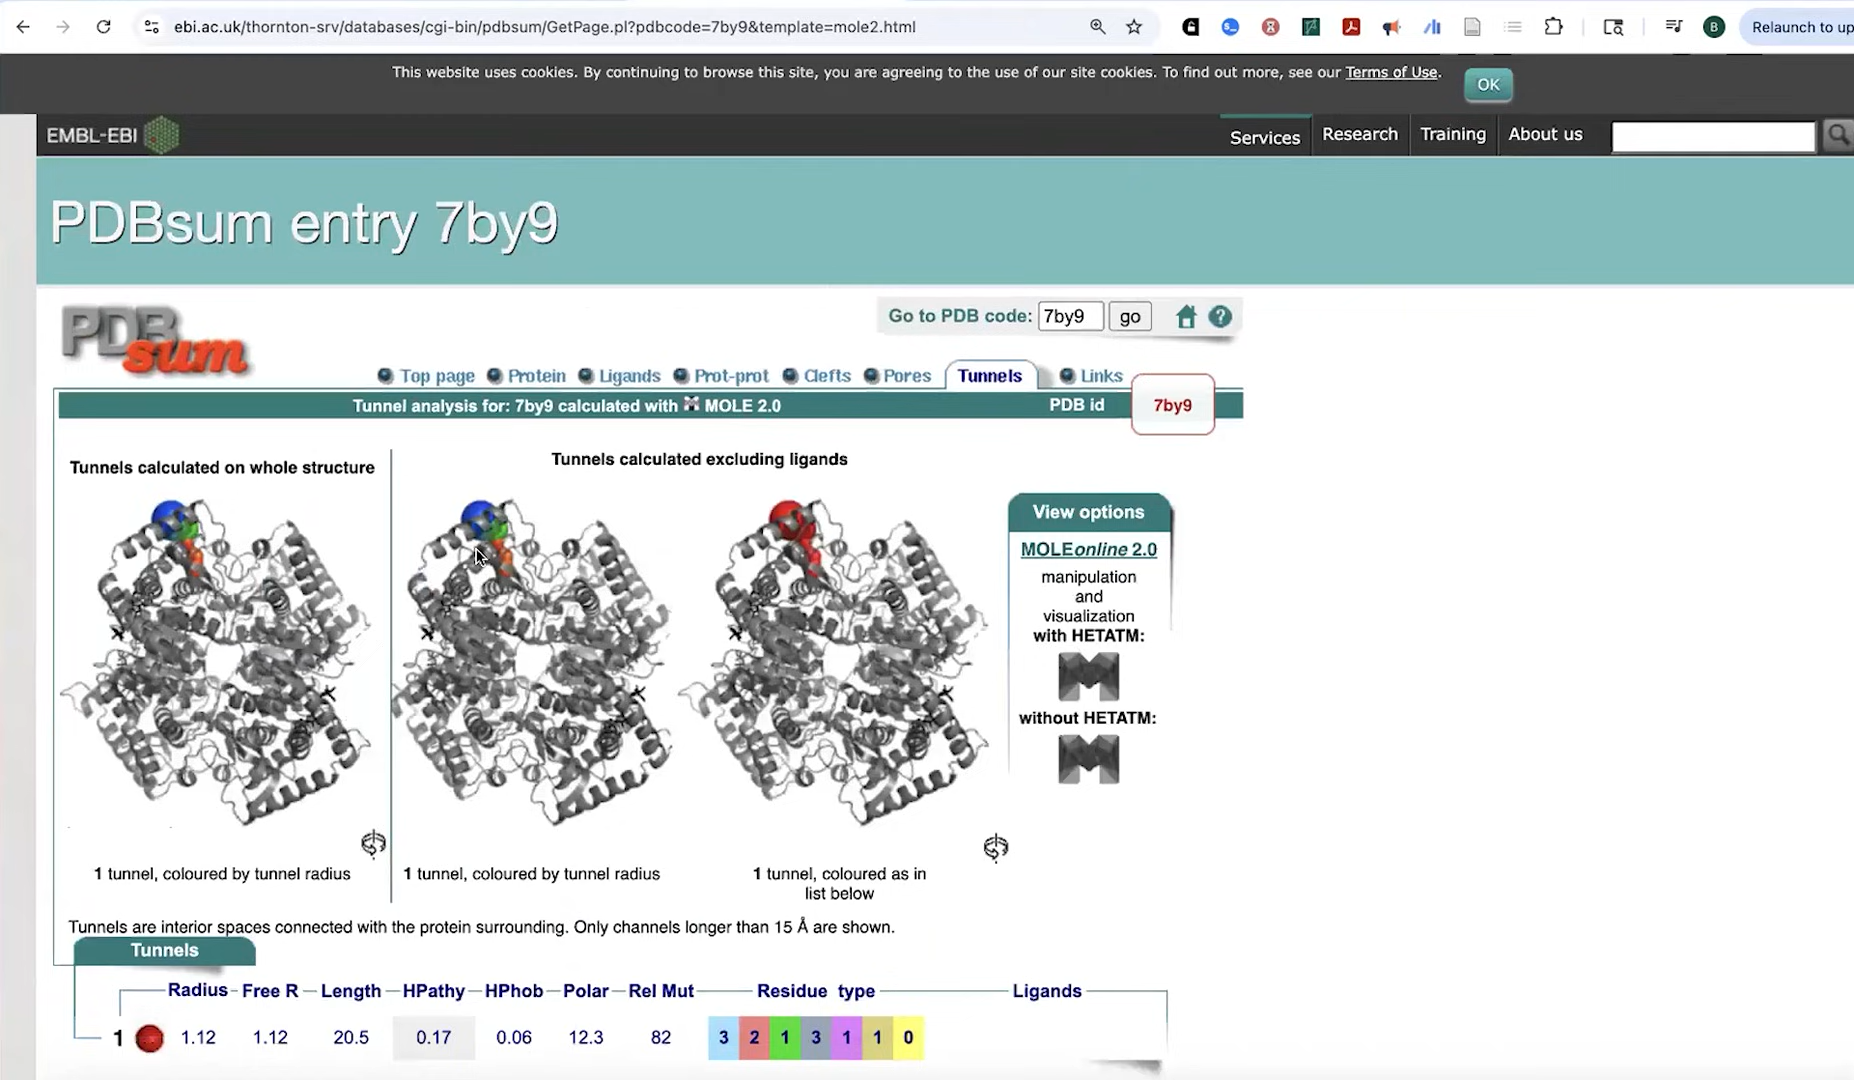 ebi.ac.uk/thornton-srv/databases/cgi-bin/pdbsum/GetPage.pl?pdbcode=7by9&template=mole2.html
B
Relaunch to up
This website uses cookies. By continuing to browse this site, you are agreeing to the use of our site cookies. To find out more, see our Terms of Use.
OK
EMBL-EBI
Services
Research
Training
About us
PDBsum entry 7by9
PDB sum
Go to PDB code: 7by9 go
?
Top page Protein Ligands Prot-prot Clefts Pores Tunnels Links
Tunnel analysis for: 7by9 calculated with MOLE 2.0
PDB id
7by9
Tunnels calculated on whole structure
Tunnels calculated excluding ligands
View options
MOLEonline 2.0
manipulation
and
visualization
with HETATM:
without HETATM:
1 tunnel, coloured by tunnel radius
1 tunnel, coloured by tunnel radius
1 tunnel, coloured as in
list below
Tunnels are interior spaces connected with the protein surrounding. Only channels longer than 15 Å are shown.
Tunnels
Radius Free R Length HPathy HPhob Polar Rel Mut Residue type Ligands
1 1.12 1.12 20.5 0.17 0.06 12.3 82 3 2 1 3 1 1 0